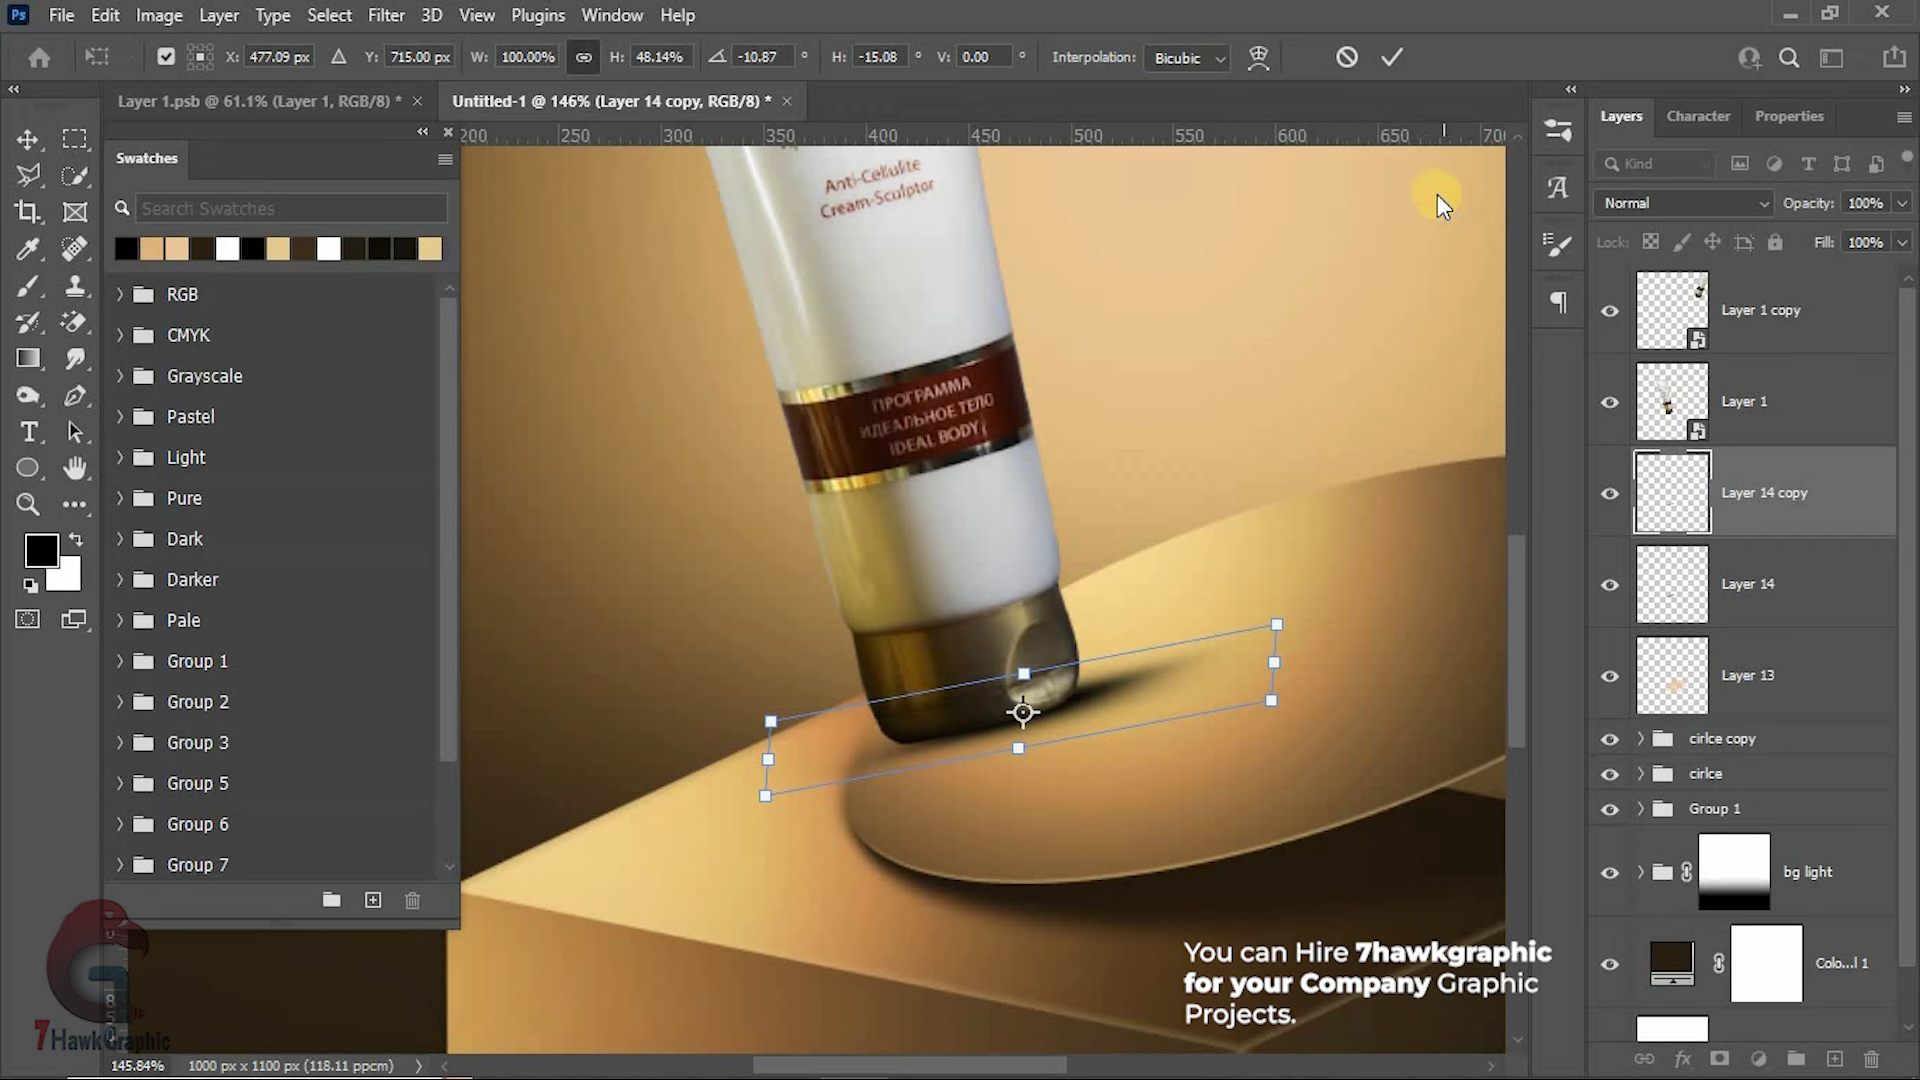 Ps File Edit Image Layer Type Select Filter 3D View Plugins Window Help
X: 477.09 px Y: 715.00 px W: 100.00% H: 48.14% -10.87 ° H: -15.08 ° V: 0.00 ° Interpolation: Bicubic
Layer 1.psb @ 61.1% (Layer 1, RGB/8) * × Untitled-1 @ 146% (Layer 14 copy, RGB/8) * ×
200 250 300 350 400 450 500 550 600 650
Swatches
Search Swatches
RGB
CMYK
Grayscale
Pastel
Light
Pure
Dark
Darker
Pale
Group 1
Group 2
Group 3
Group 5
Group 6
Group 7
Anti-Cellulite
Cream-Sculptor
ПРОГРАММА
ИДЕАЛЬНОЕ ТЕЛО
IDEAL BODY
Layers Character Properties
Kind
Normal Opacity: 100%
Lock: Fill: 100%
Layer 1 copy
Layer 1
Layer 14 copy
Layer 14
Layer 13
cirlce copy
cirlce
Group 1
bg light
Colo...l 1
You can Hire 7hawkgraphic
for your Company Graphic
Projects.
7HawkGraphic
145.84% 1000 px x 1100 px (118.11 ppcm)